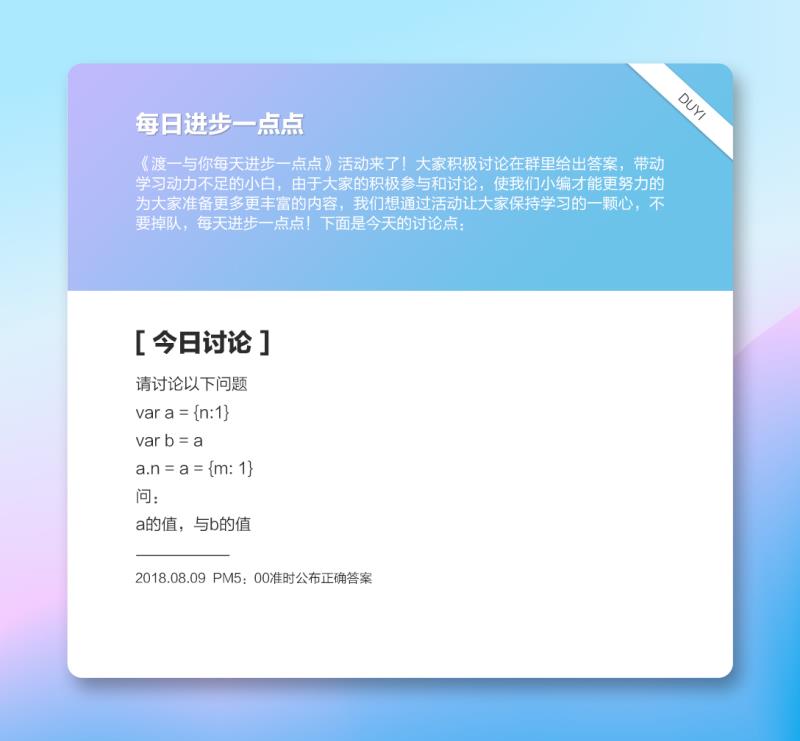 DUYI
每日进步一点点
《渡一与你每天进步一点点》活动来了！大家积极讨论在群里给出答案，带动
学习动力不足的小白，由于大家的积极参与和讨论，使我们小编才能更努力的
为大家准备更多更丰富的内容，我们想通过活动让大家保持学习的一颗心，不
要掉队，每天进步一点点！下面是今天的讨论点：
[ 今日讨论 ]
请讨论以下问题
var a = {n:1}
var b = a
a.n = a = {m: 1}
问：
a的值，与b的值
2018.08.09 PM5：00准时公布正确答案